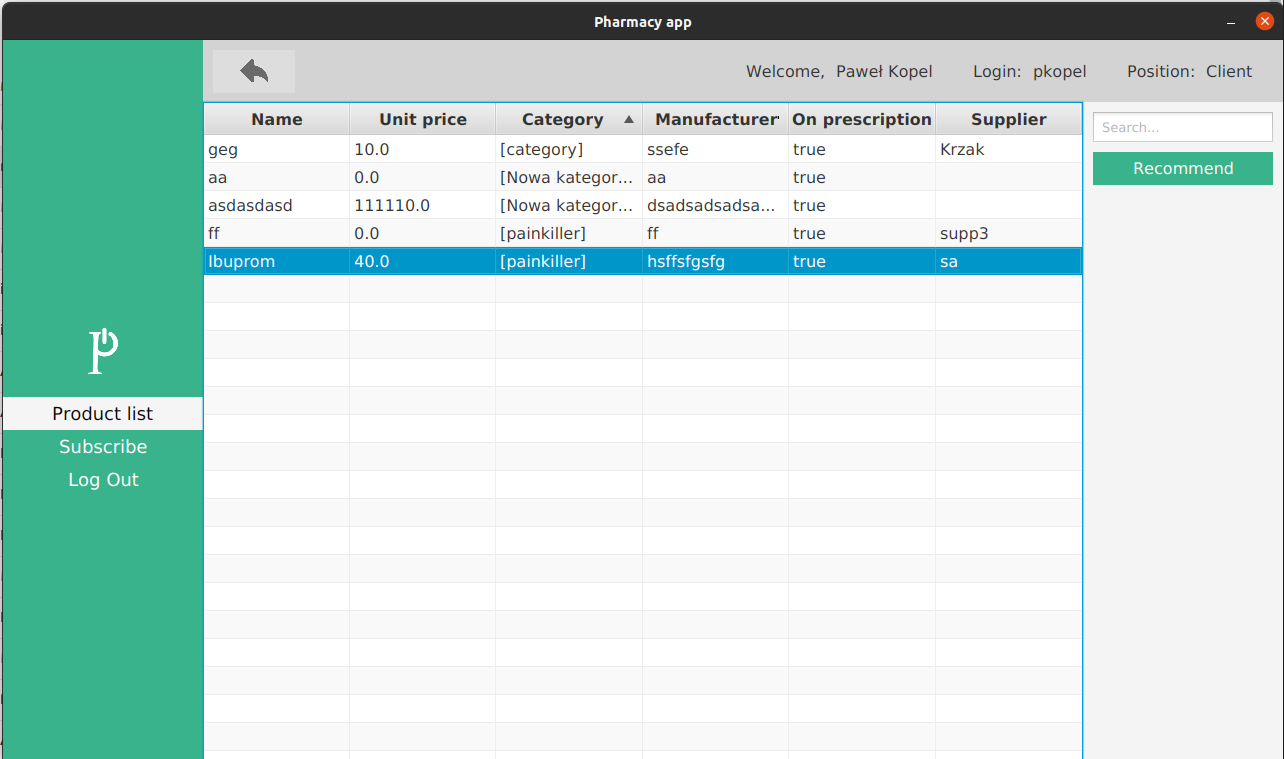 Pharmacy app
Welcome, Paweł Kopel Login: pkopel Position: Client
Name Unit price Category Manufacturer On prescription Supplier
geg 10.0 [category] ssefe true Krzak
aa 0.0 [Nowa kategor... aa true
asdasdasd 111110.0 [Nowa kategor... dsadsadsadsa... true
ff 0.0 [painkiller] ff true supp3
Ibuprom 40.0 [painkiller] hsffsfgsfg true sa
Search...
Recommend
Product list
Subscribe
Log Out